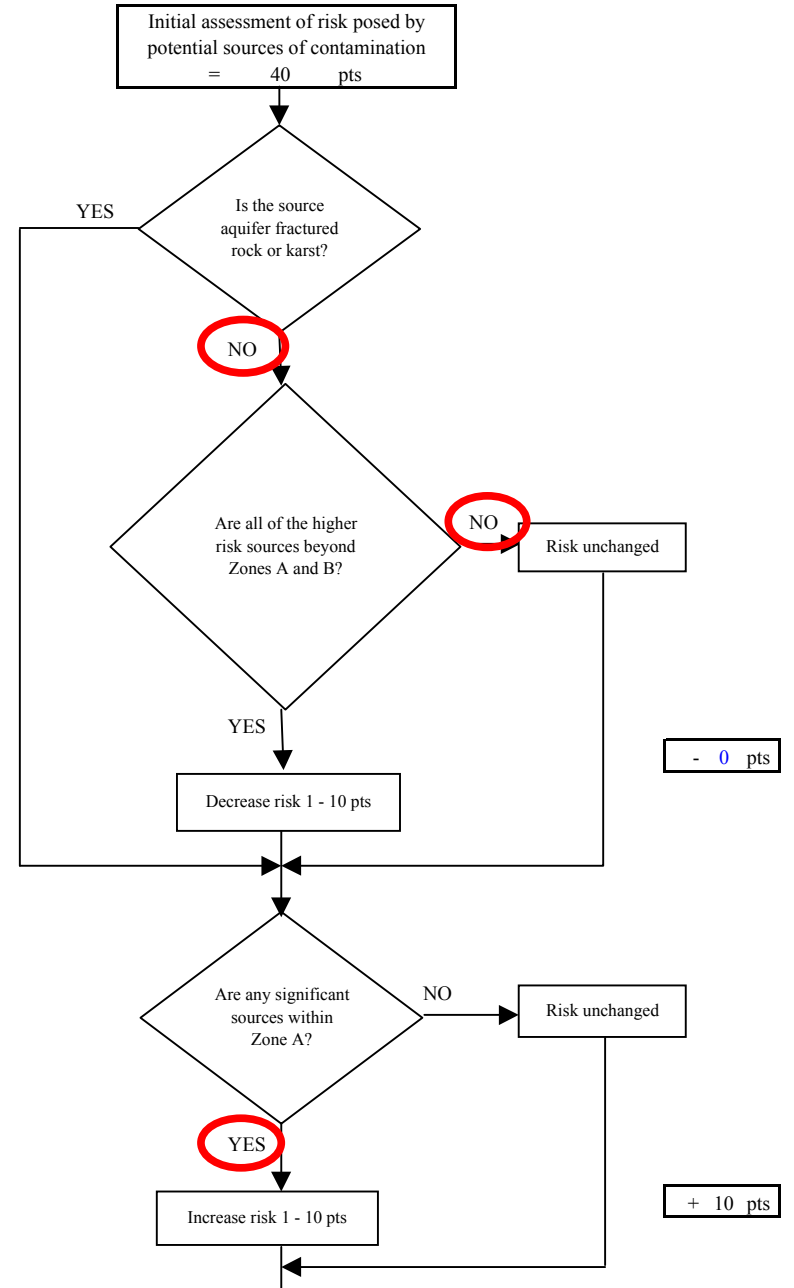 Initial assessment of risk posed by
potential sources of contamination
= 40 pts
YES
Is the source
aquifer fractured
rock or karst?
NO
Are all of the higher
risk sources beyond
Zones A and B?
NO
Risk unchanged
YES
- 0 pts
Decrease risk 1 - 10 pts
Are any significant
sources within
Zone A?
NO
Risk unchanged
YES
+ 10 pts
Increase risk 1 - 10 pts